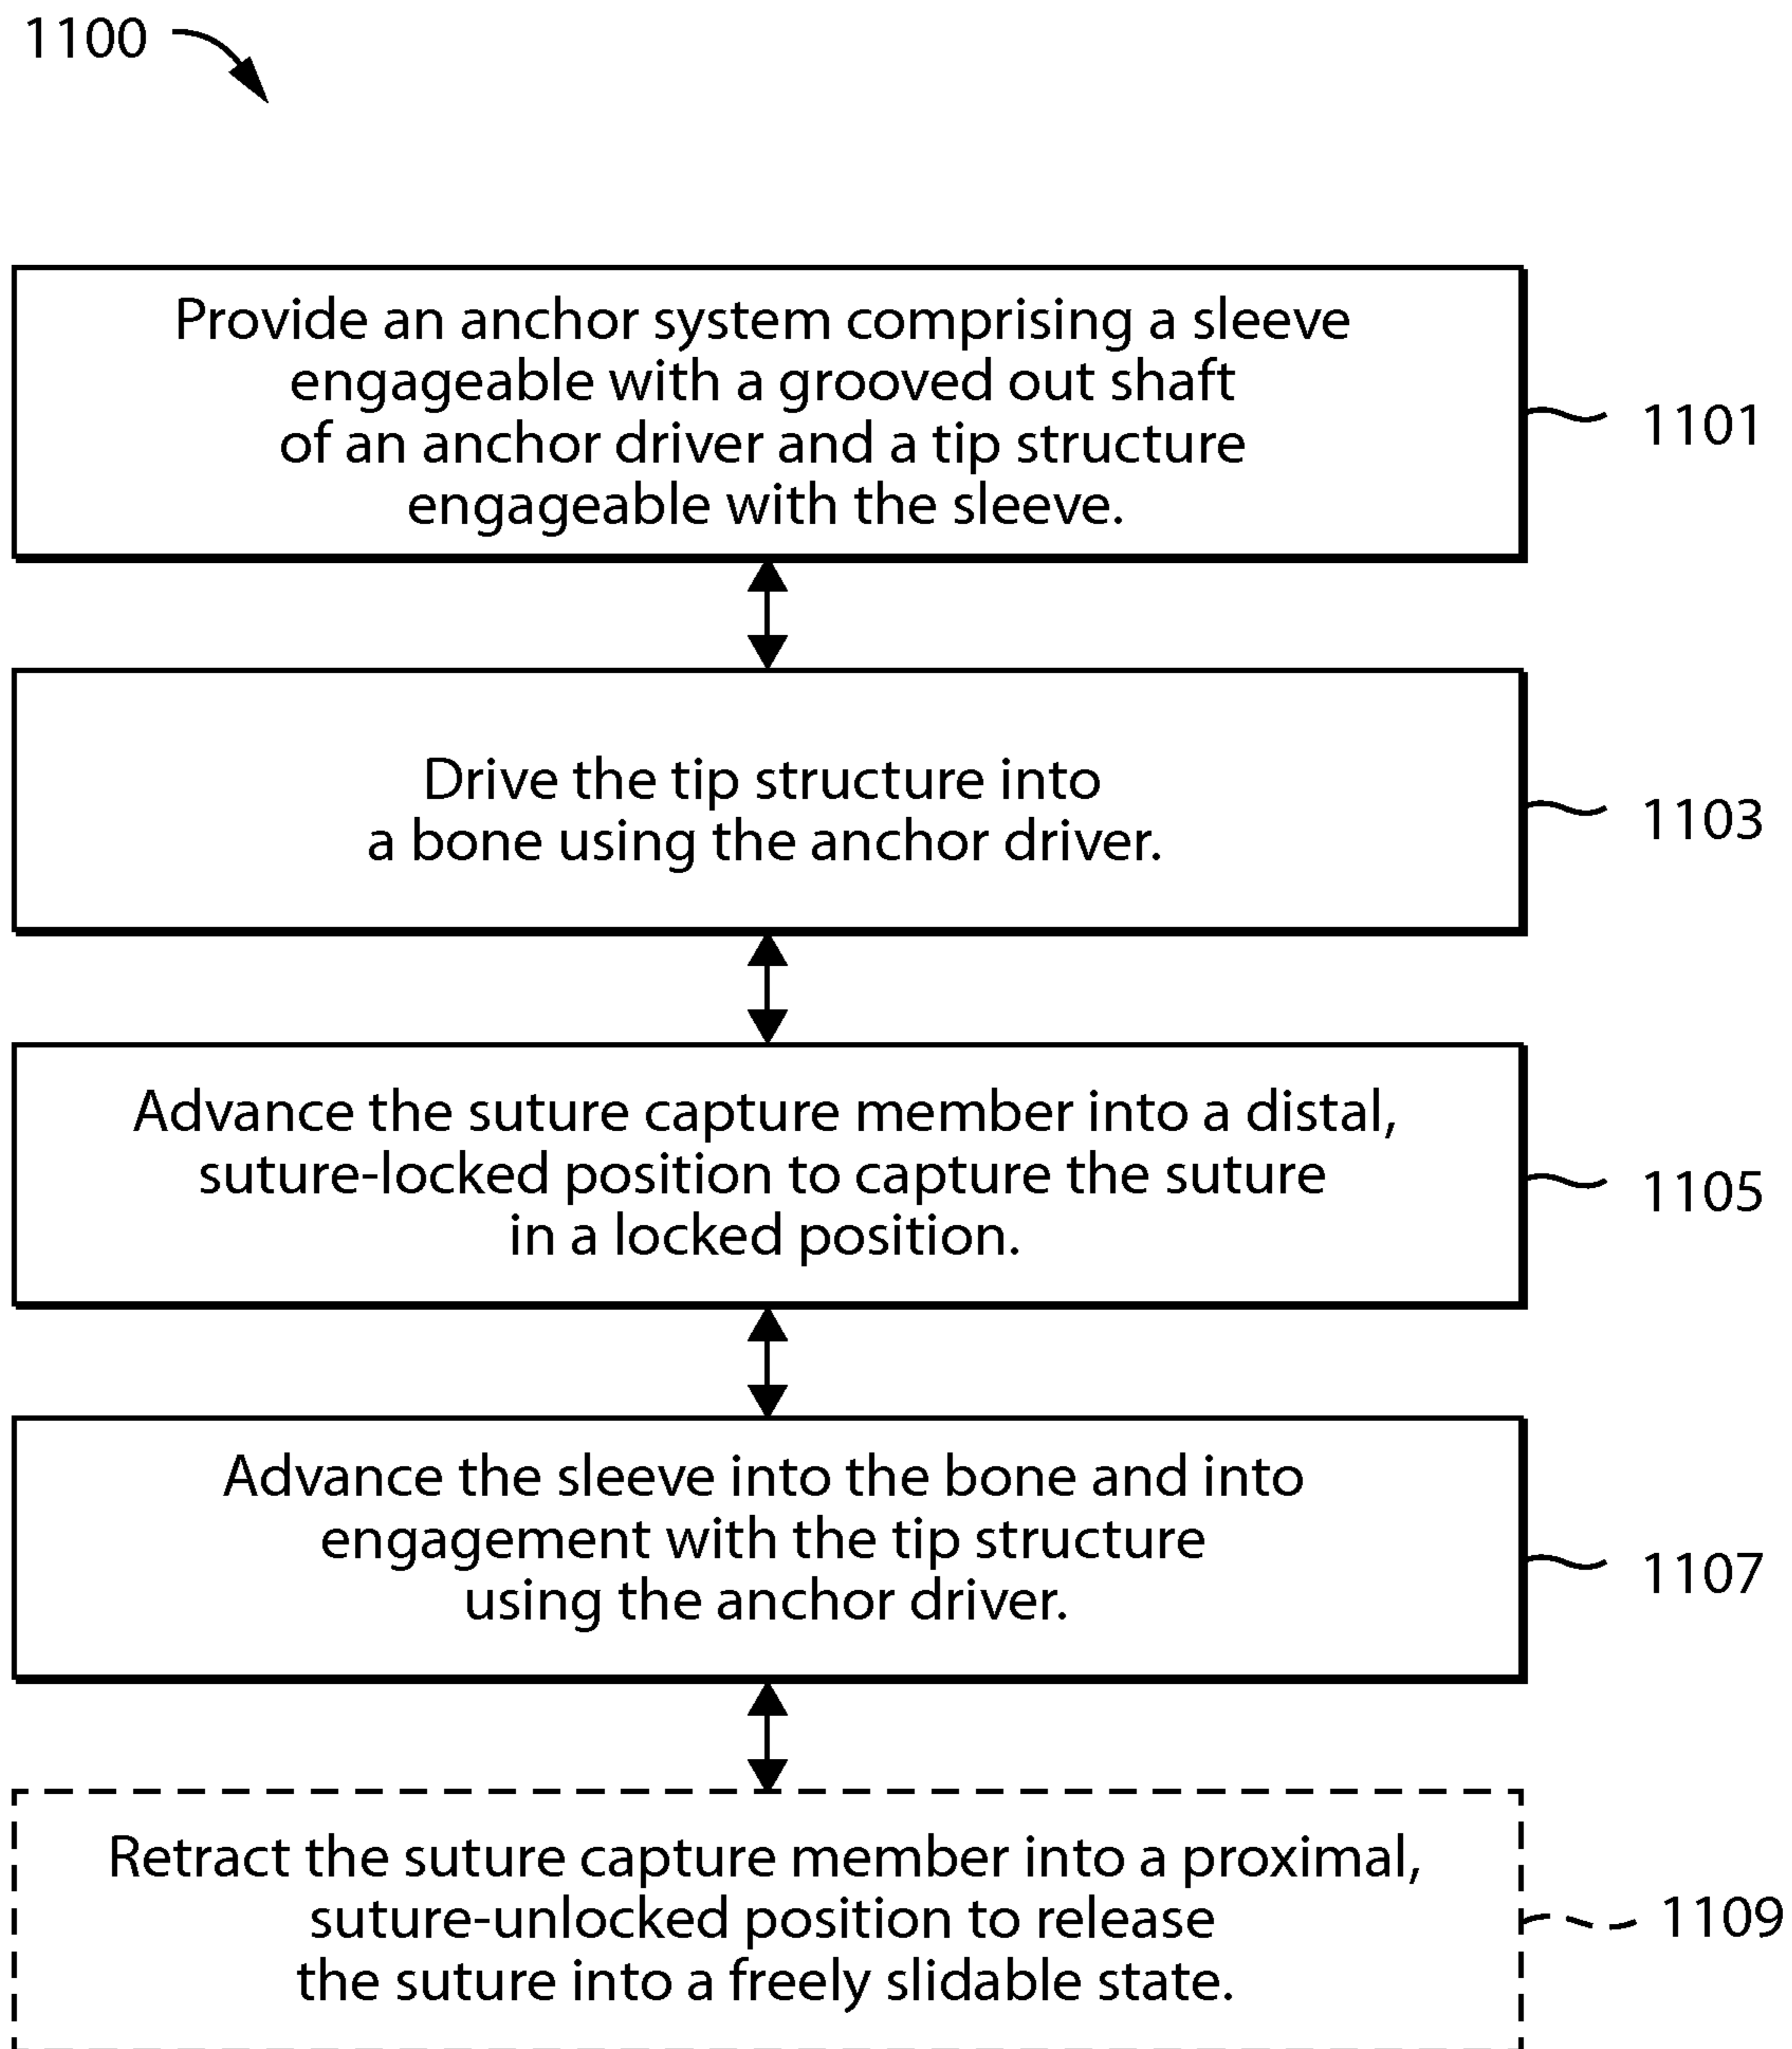 1100
Provide an anchor system comprising a sleeve
engageable with a grooved out shaft
of an anchor driver and a tip structure
engageable with the sleeve.
1101
Drive the tip structure into
a bone using the anchor driver.
1103
Advance the suture capture member into a distal,
suture-locked position to capture the suture
in a locked position.
1105
Advance the sleeve into the bone and into
engagement with the tip structure
using the anchor driver.
1107
Retract the suture capture member into a proximal,
suture-unlocked position to release
the suture into a freely slidable state.
1109